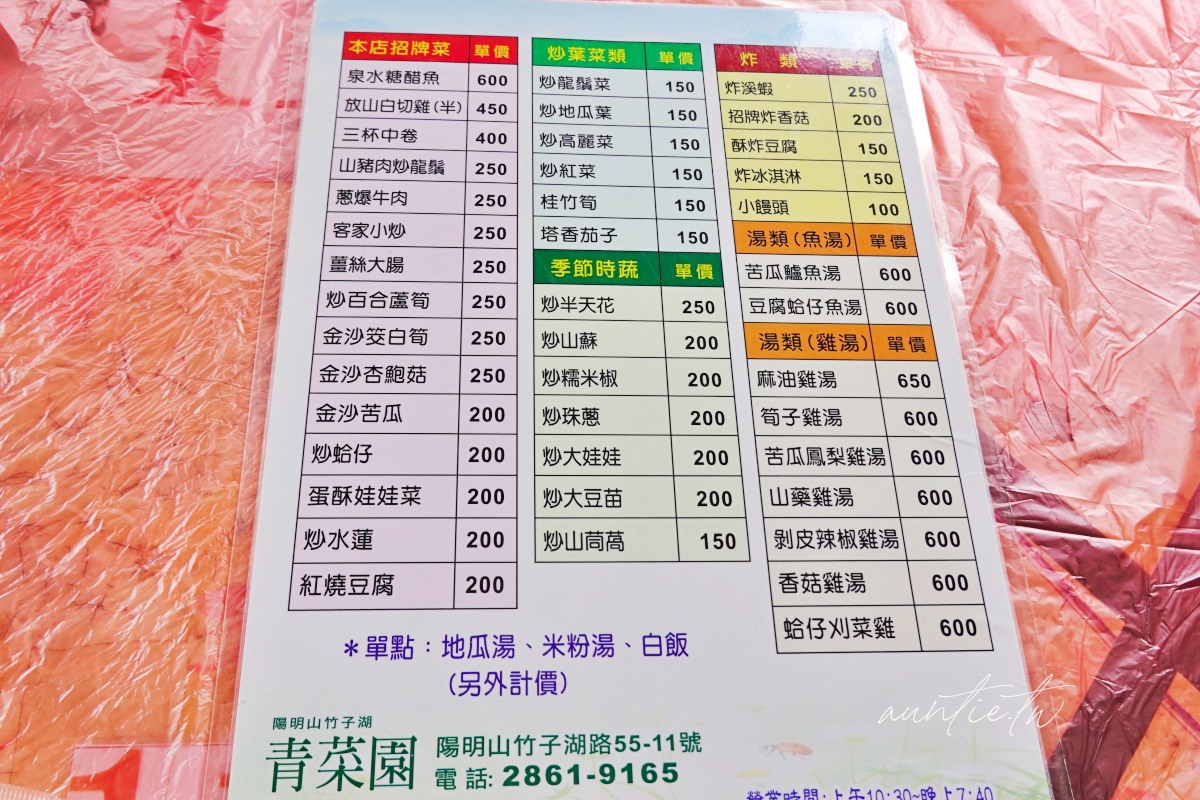 本店招牌菜 單價
泉水糖醋魚 600
放山白切雞(半) 450
三杯中卷 400
山豬肉炒龍鬚 250
蔥爆牛肉 250
客家小炒 250
薑絲大腸 250
炒百合蘆筍 250
金沙筊白筍 250
金沙杏鮑菇 250
金沙苦瓜 200
炒蛤仔 200
蛋酥娃娃菜 200
炒水蓮 200
紅燒豆腐 200
炒葉菜類 單價
炒龍鬚菜 150
炒地瓜葉 150
炒高麗菜 150
炒紅菜 150
桂竹筍 150
塔香茄子 150
季節時蔬 單價
炒半天花 250
炒山蘇 200
炒糯米椒 200
炒珠蔥 200
炒大娃娃 200
炒大豆苗 200
炒山茼萵 150
炸 類 單價
炸溪蝦 250
招牌炸香菇 200
酥炸豆腐 150
炸冰淇淋 150
小饅頭 100
湯類(魚湯) 單價
苦瓜鱸魚湯 600
豆腐蛤仔魚湯 600
湯類(雞湯) 單價
麻油雞湯 650
筍子雞湯 600
苦瓜鳳梨雞湯 600
山藥雞湯 600
剝皮辣椒雞湯 600
香菇雞湯 600
蛤仔刈菜雞 600
＊單點：地瓜湯、米粉湯、白飯
(另外計價)
陽明山竹子湖
青菜園
陽明山竹子湖路55-11號
電 話: 2861-9165
營業時間:上午10:30~晚上7:40
auntie.tw